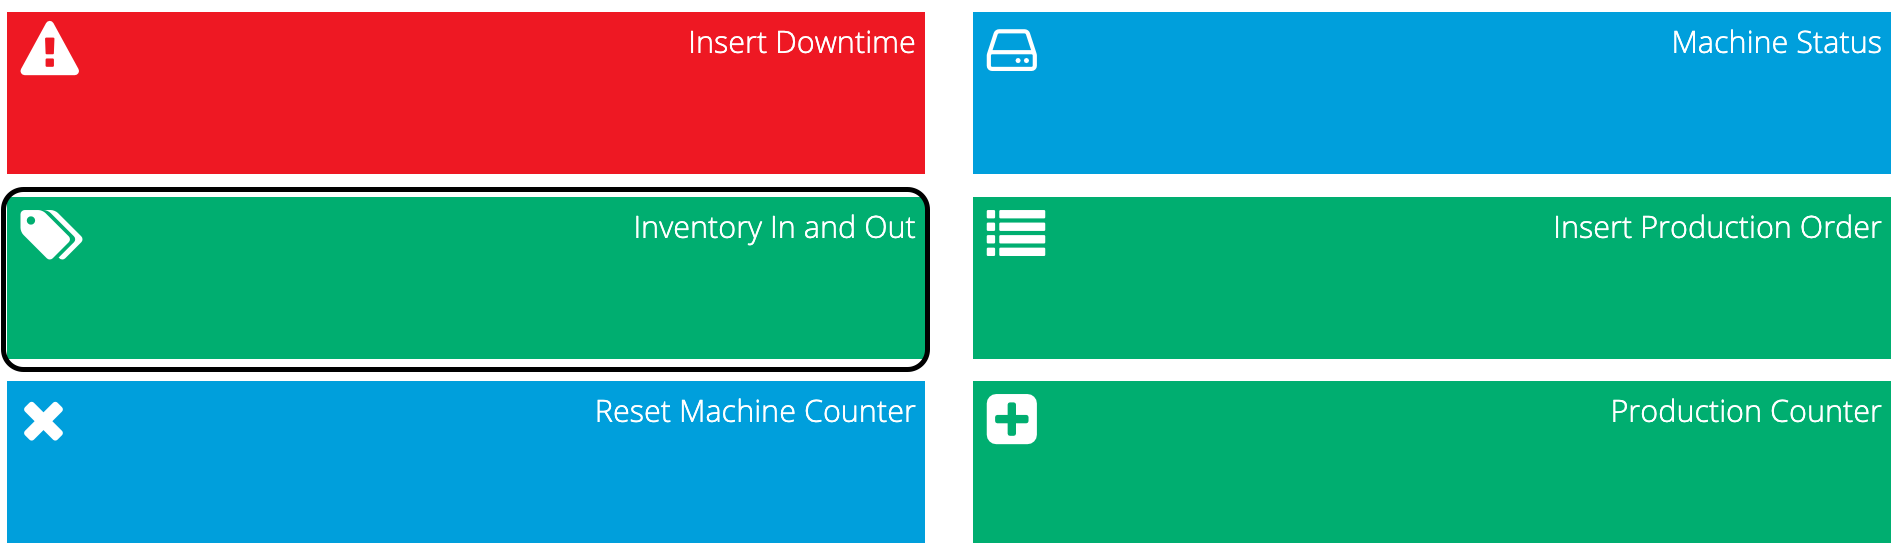 Insert Downtime
Machine Status
Inventory In and Out
Insert Production Order
Reset Machine Counter
Production Counter